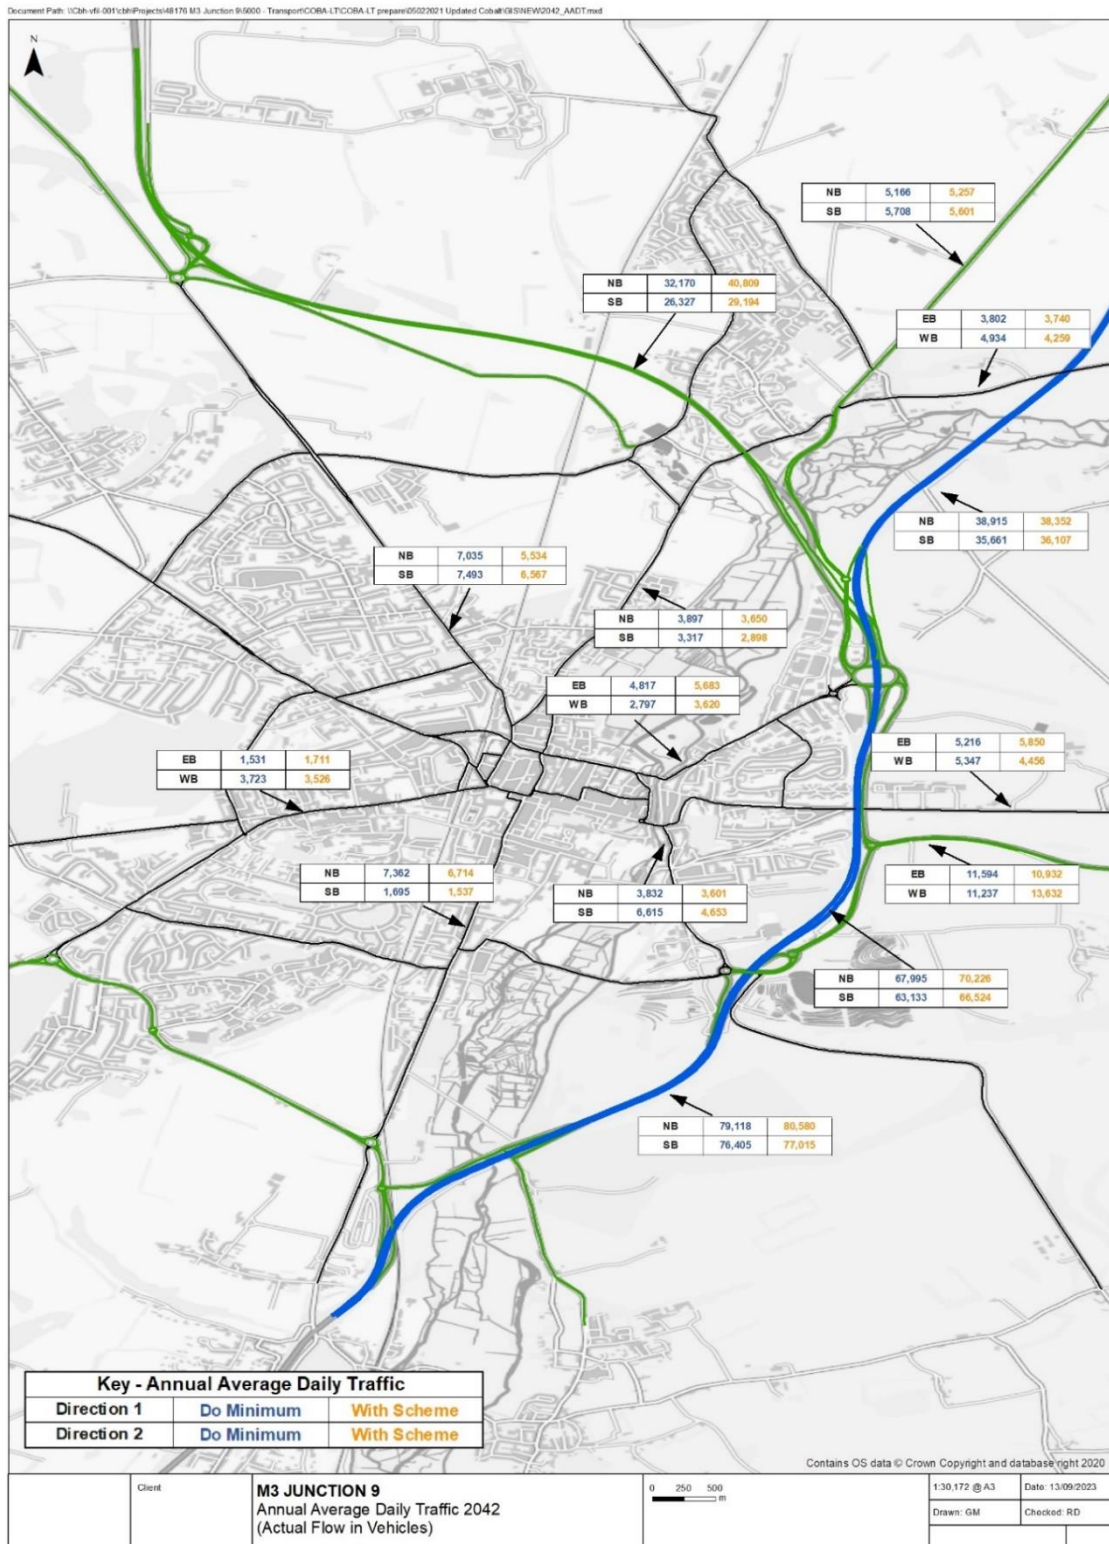 Document Path: \\Cbh-vfil-001\cbh\Projects\48176 M3 Junction 9\5000 - Transport\COBA-LT\COBA-LT prepare\05022021 Updated Cobalt\GIS\NEW\2042_AADT.mxd
N
NB 5,166 5,257
SB 5,708 5,601
NB 32,170 40,809
SB 26,327 29,194
EB 3,802 3,740
WB 4,934 4,259
NB 38,915 38,352
SB 35,661 36,107
NB 7,035 5,534
SB 7,493 6,567
NB 3,897 3,650
SB 3,317 2,898
EB 4,817 5,683
WB 2,797 3,620
EB 5,216 5,850
WB 5,347 4,456
EB 1,531 1,711
WB 3,723 3,526
NB 7,362 6,714
SB 1,695 1,537
NB 3,832 3,601
SB 6,615 4,653
EB 11,594 10,932
WB 11,237 13,632
NB 67,995 70,226
SB 63,133 66,524
NB 79,118 80,580
SB 76,405 77,015
Key - Annual Average Daily Traffic
Direction 1 Do Minimum With Scheme
Direction 2 Do Minimum With Scheme
Contains OS data © Crown Copyright and database right 2020
Client
M3 JUNCTION 9
Annual Average Daily Traffic 2042
(Actual Flow in Vehicles)
0 250 500
m
1:30,172 @ A3
Date: 13/09/2023
Drawn: GM
Checked: RD